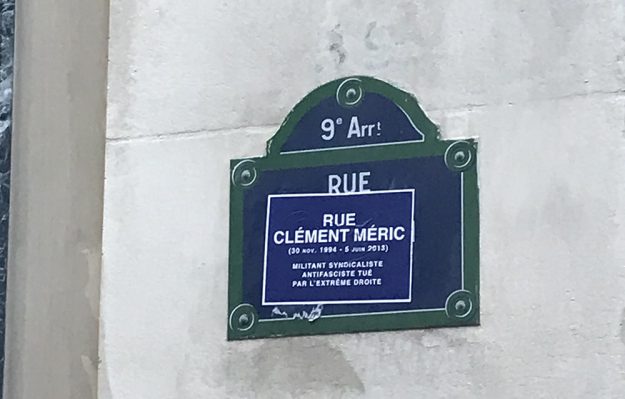 9e Arrt
RUE
RUE
CLÉMENT MÉRIC
(30 NOV. 1994 - 5 JUIN 2013)
MILITANT SYNDICALISTE
ANTIFASCISTE TUÉ
PAR L'EXTRÊME DROITE